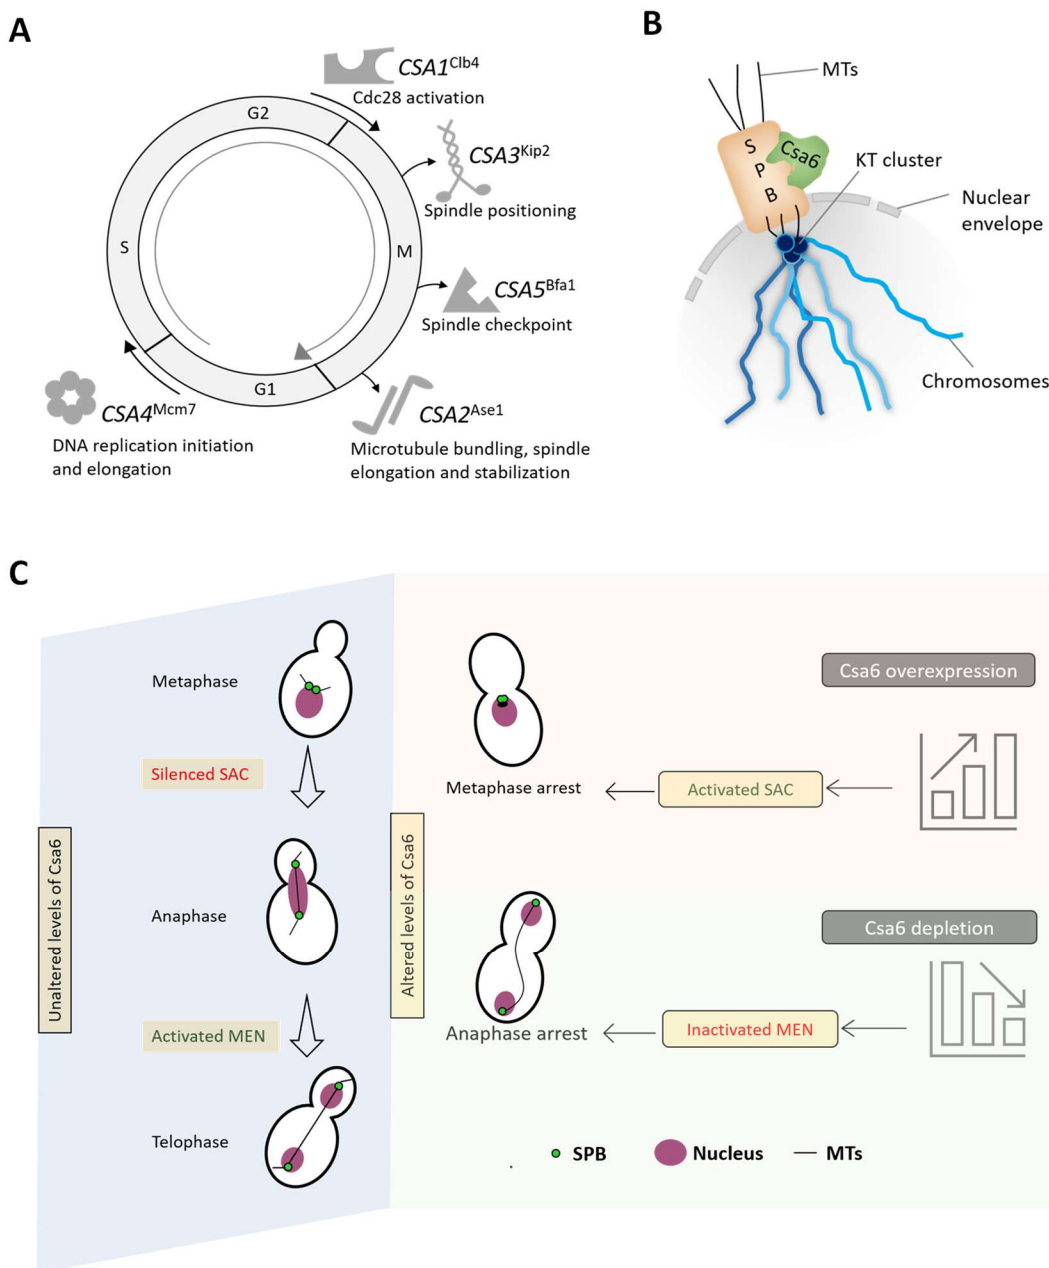 A
CSA1Clb4
Cdc28 activation
G2
CSA3Kip2
Spindle positioning
S
M
CSA5Bfa1
Spindle checkpoint
G1
CSA4Mcm7
DNA replication initiation
and elongation
CSA2Ase1
Microtubule bundling, spindle
elongation and stabilization
B
MTs
S
P
B
Csa6
KT cluster
Nuclear
envelope
Chromosomes
C
Unaltered levels of Csa6
Metaphase
Silenced SAC
Anaphase
Activated MEN
Telophase
Altered levels of Csa6
Csa6 overexpression
Metaphase arrest
Activated SAC
Csa6 depletion
Anaphase arrest
Inactivated MEN
SPB
Nucleus
MTs